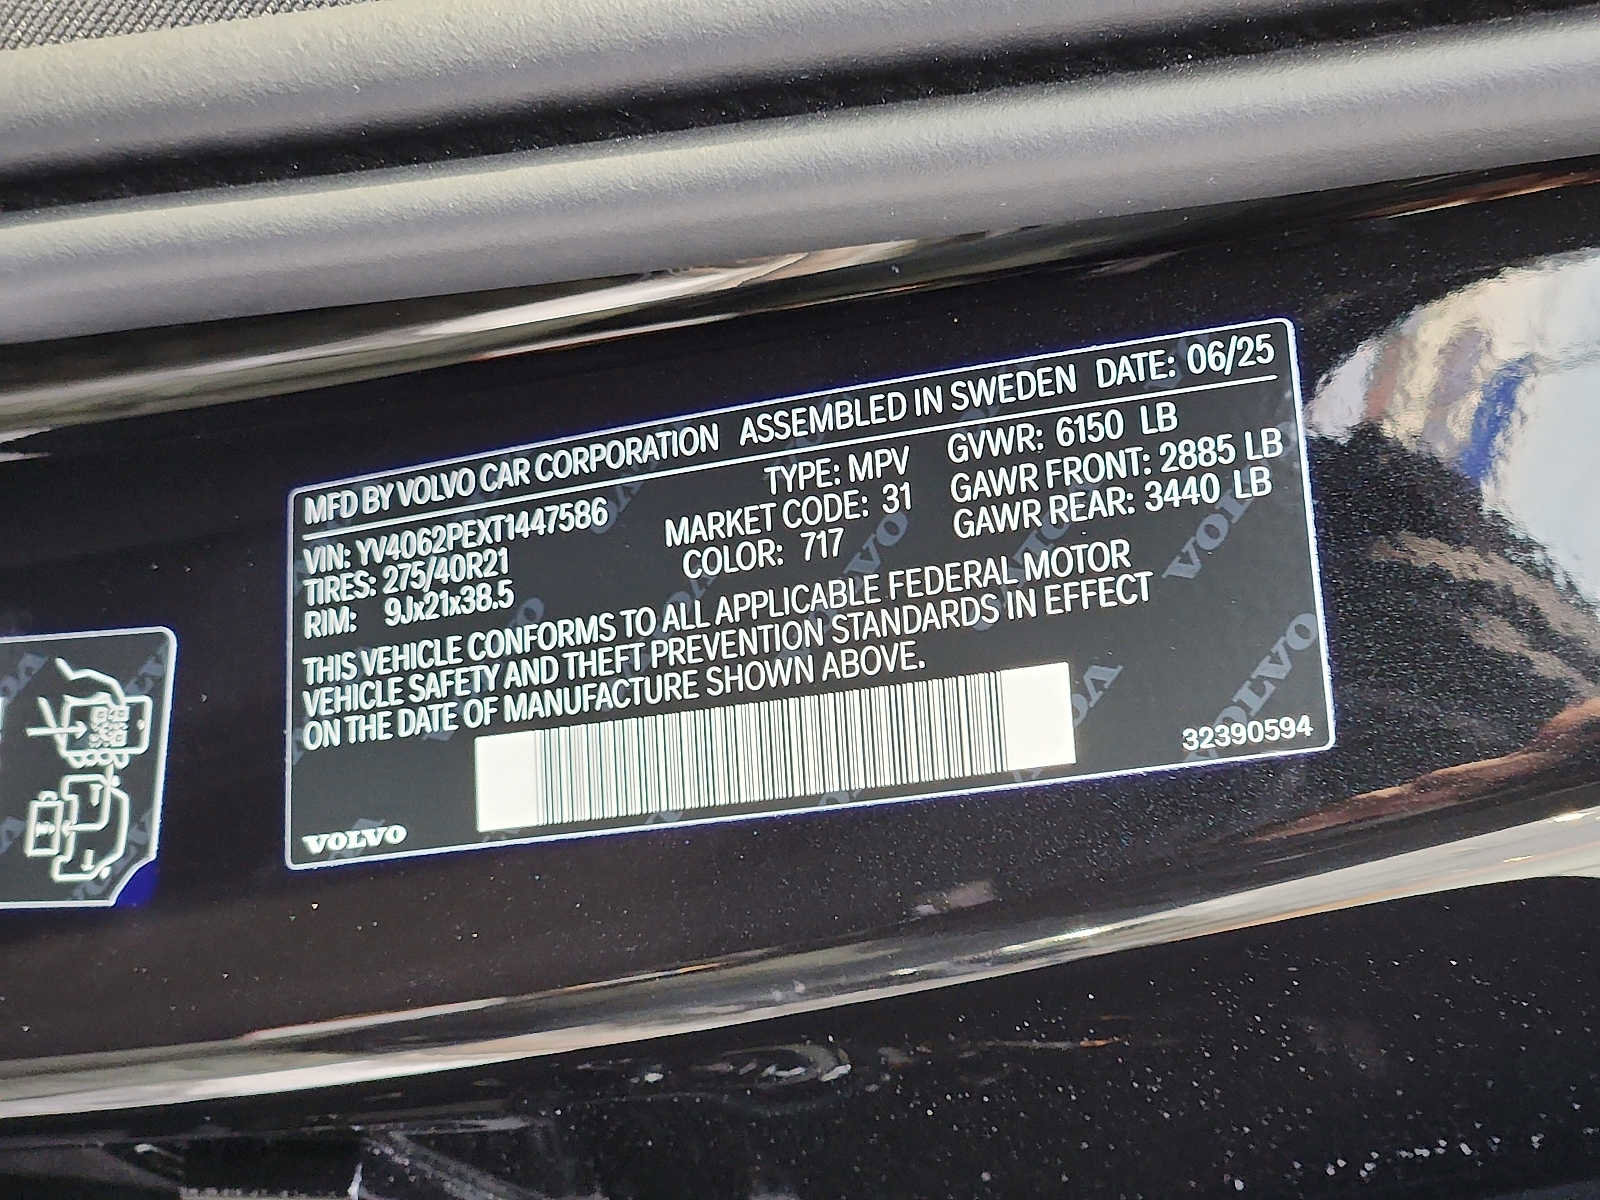 MFD BY VOLVO CAR CORPORATION ASSEMBLED IN SWEDEN DATE: 06/25
VIN: YV4062PEXT1447586 TYPE: MPV GVWR: 6150 LB
TIRES: 275/40R21 MARKET CODE: 31 GAWR FRONT: 2885 LB
RIM: 9Jx21x38.5 COLOR: 717 GAWR REAR: 3440 LB
THIS VEHICLE CONFORMS TO ALL APPLICABLE FEDERAL MOTOR
VEHICLE SAFETY AND THEFT PREVENTION STANDARDS IN EFFECT
ON THE DATE OF MANUFACTURE SHOWN ABOVE.
32390594
VOLVO